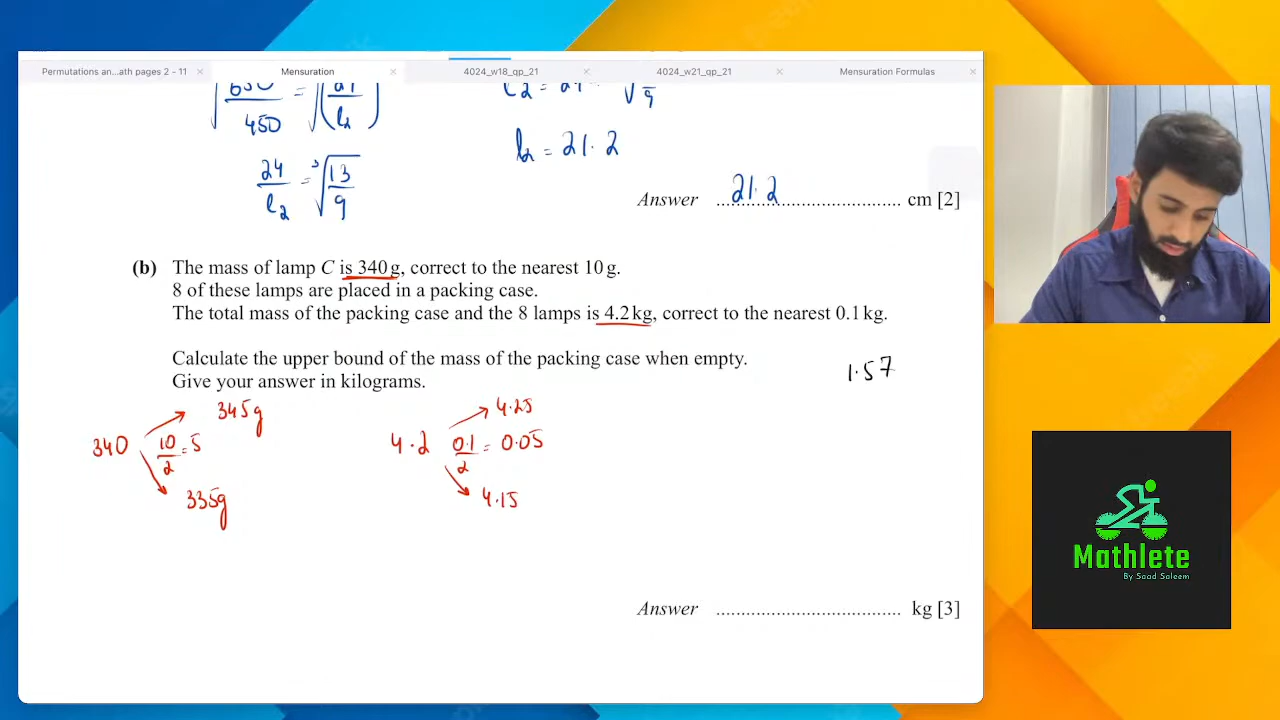 Permutations an...ath pages 2 - 11 × Mensuration × 4024_w18_qp_21 × 4024_w21_qp_21 × Mensuration Formulas ×
450
24/l₂ = ³√13/9
l₂ = 21.2
Answer 21.2 cm [2]
(b) The mass of lamp C is 340 g, correct to the nearest 10 g.
8 of these lamps are placed in a packing case.
The total mass of the packing case and the 8 lamps is 4.2 kg, correct to the nearest 0.1 kg.
Calculate the upper bound of the mass of the packing case when empty.
Give your answer in kilograms.
1.57
345g
340 10/2 = 5
335g
4.25
4.2 0.1/2 = 0.05
4.15
Answer kg [3]
Mathlete
By Saad Saleem